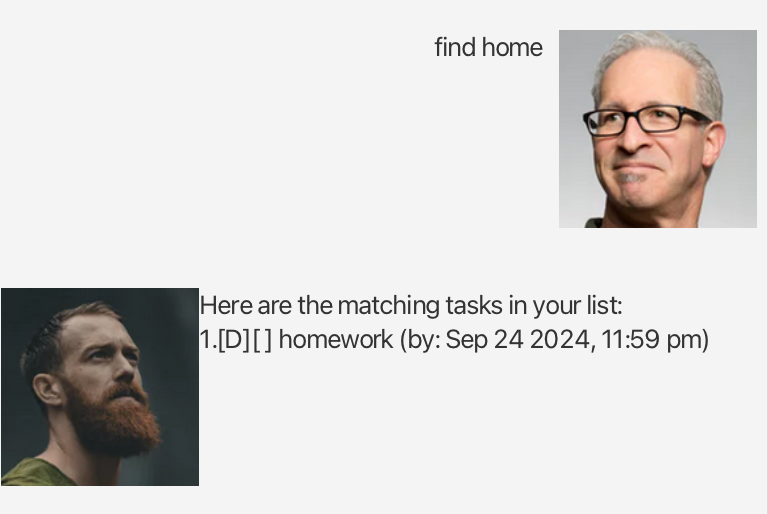 find home
Here are the matching tasks in your list:
1.[D][ ] homework (by: Sep 24 2024, 11:59 pm)